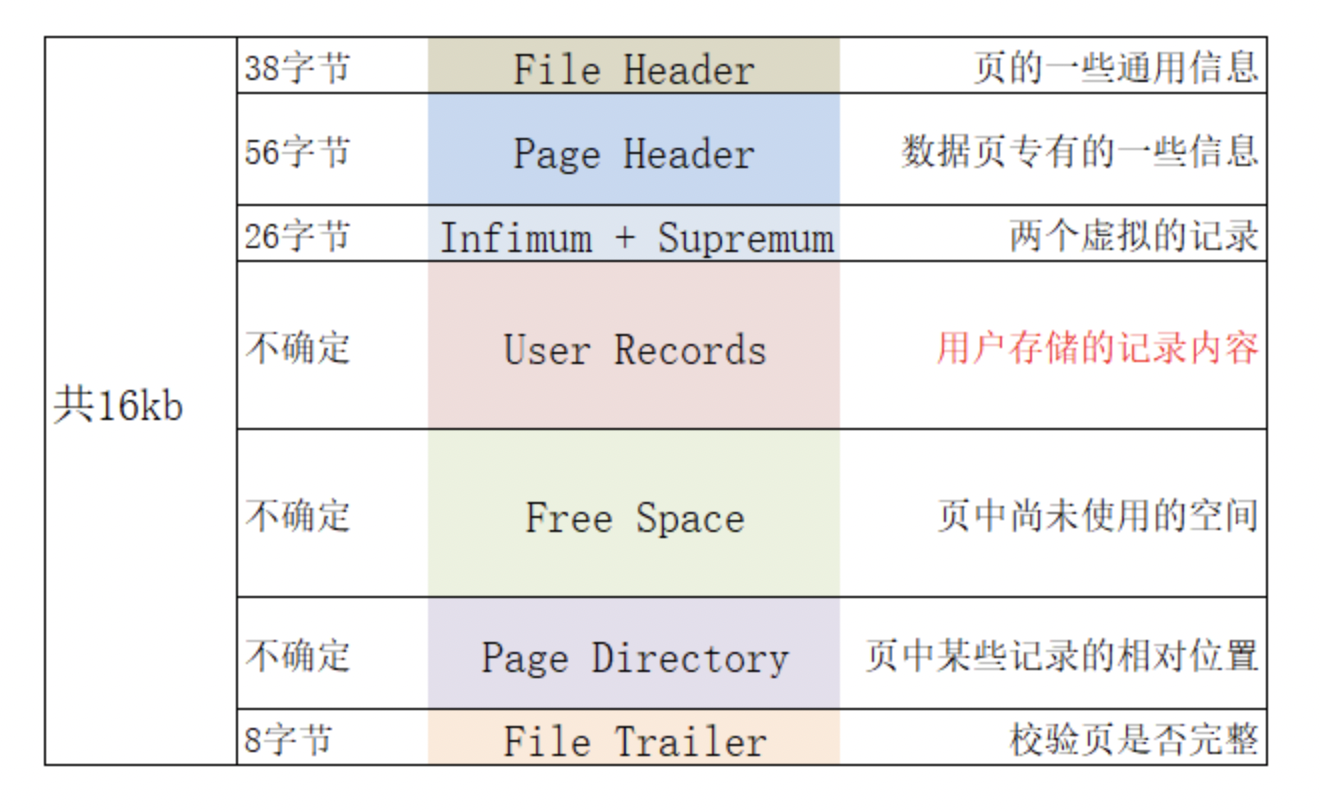 38字节 File Header 页的一些通用信息
56字节 Page Header 数据页专有的一些信息
26字节 Infimum + Supremum 两个虚拟的记录
不确定 User Records 用户存储的记录内容
共16kb
不确定 Free Space 页中尚未使用的空间
不确定 Page Directory 页中某些记录的相对位置
8字节 File Trailer 校验页是否完整